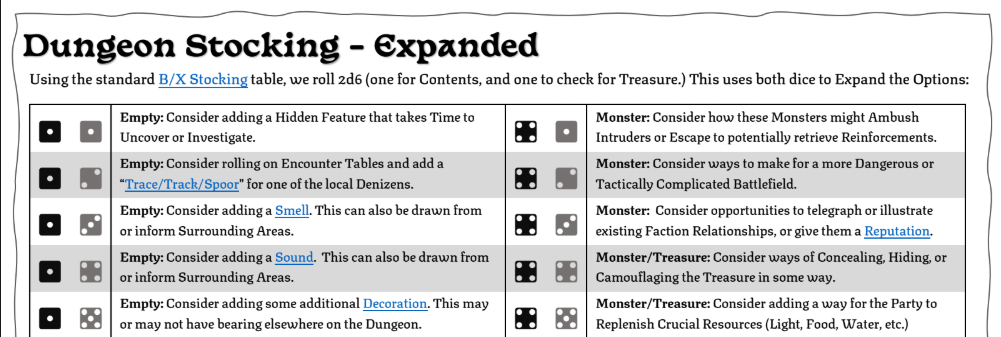 Dungeon Stocking - Expanded
Using the standard B/X Stocking table, we roll 2d6 (one for Contents, and one to check for Treasure.) This uses both dice to Expand the Options:
Empty: Consider adding a Hidden Feature that takes Time to
Uncover or Investigate.
Empty: Consider rolling on Encounter Tables and add a
“Trace/Track/Spoor” for one of the local Denizens.
Empty: Consider adding a Smell. This can also be drawn from
or inform Surrounding Areas.
Empty: Consider adding a Sound.  This can also be drawn from
or inform Surrounding Areas.
Empty: Consider adding some additional Decoration. This may
or may not have bearing elsewhere on the Dungeon.
Monster: Consider how these Monsters might Ambush
Intruders or Escape to potentially retrieve Reinforcements.
Monster: Consider ways to make for a more Dangerous or
Tactically Complicated Battlefield.
Monster:  Consider opportunities to telegraph or illustrate
existing Faction Relationships, or give them a Reputation.
Monster/Treasure: Consider ways of Concealing, Hiding, or
Camouflaging the Treasure in some way.
Monster/Treasure: Consider adding a way for the Party to
Replenish Crucial Resources (Light, Food, Water, etc.)